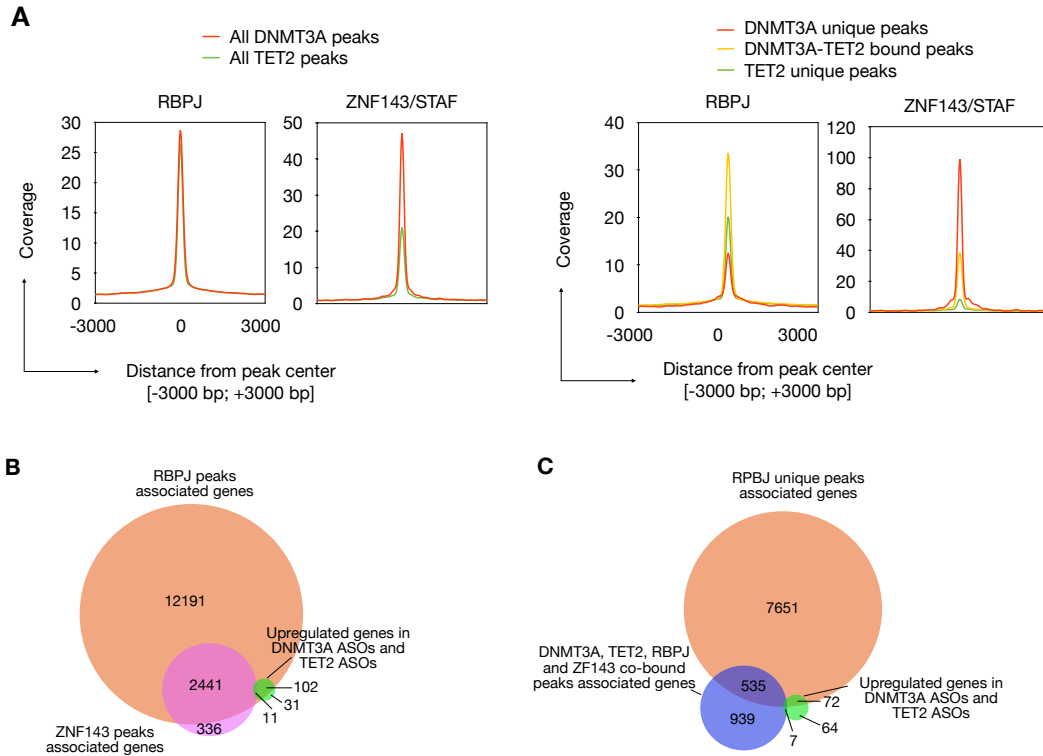 A
All DNMT3A peaks
All TET2 peaks
RBPJ
ZNF143/STAF
30
25
20
15
10
5
0
50
40
30
20
10
0
Coverage
-3000
0
3000
Distance from peak center
[-3000 bp; +3000 bp]
DNMT3A unique peaks
DNMT3A-TET2 bound peaks
TET2 unique peaks
RBPJ
ZNF143/STAF
40
30
20
10
0
120
100
80
60
40
20
0
Coverage
-3000
0
3000
Distance from peak center
[-3000 bp; +3000 bp]
B
RBPJ peaks
associated genes
12191
Upregulated genes in
DNMT3A ASOs and
TET2 ASOs
2441
102
31
11
336
ZNF143 peaks
associated genes
C
RPBJ unique peaks
associated genes
7651
DNMT3A, TET2, RBPJ
and ZF143 co-bound
peaks associated genes
535
939
Upregulated genes in
DNMT3A ASOs and
TET2 ASOs
72
64
7